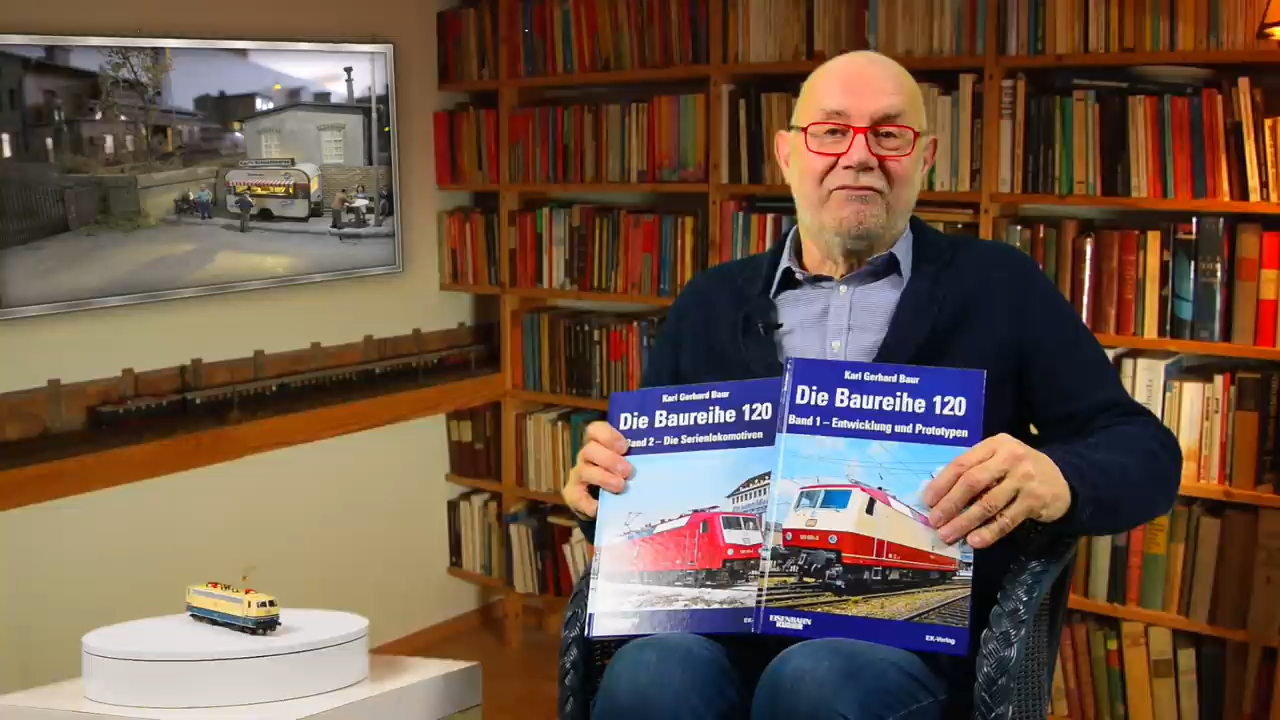 Karl Gerhard Baur
Die Baureihe 120
Band 2 – Die Serienlokomotiven
EK-
Karl Gerhard Baur
Die Baureihe 120
Band 1 – Entwicklung und Prototypen
EISENBAHN
KURIER
EK-Verlag